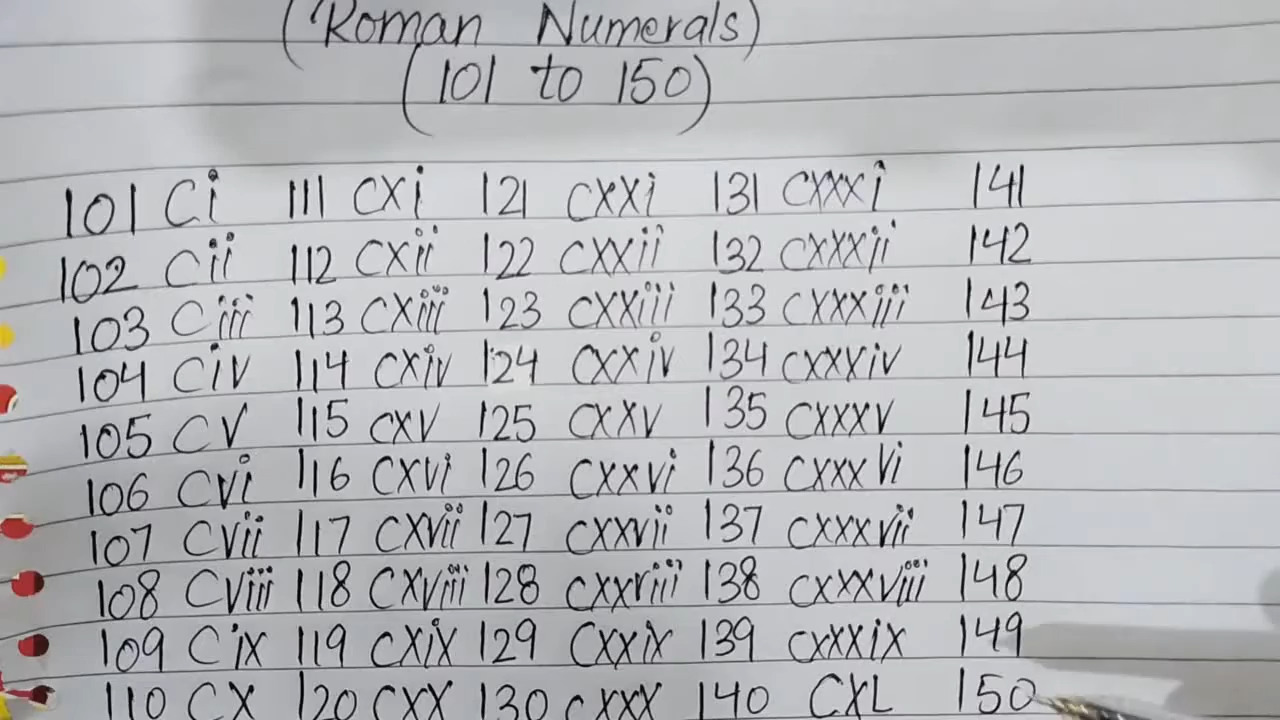 (Roman Numerals)
(101 to 150)
101 Ci 111 CXi 121 CXXi 131 CXXXi 141
102 Cii 112 CXii 122 CXXii 132 CXXXii 142
103 Ciii 113 CXiii 123 CXXiii 133 CXXXiii 143
104 Civ 114 CXiv 124 CXXiv 134 CXXXiv 144
105 CV 115 CXV 125 CXXV 135 CXXXV 145
106 CVi 116 CXVi 126 CXXVi 136 CXXXVi 146
107 CVii 117 CXVii 127 CXXVii 137 CXXXVii 147
108 CViii 118 CXViii 128 CXXViii 138 CXXXViii 148
109 CiX 119 CXiX 129 CXXiX 139 CXXXiX 149
110 CX 120 CXX 130 CXXX 140 CXL 150